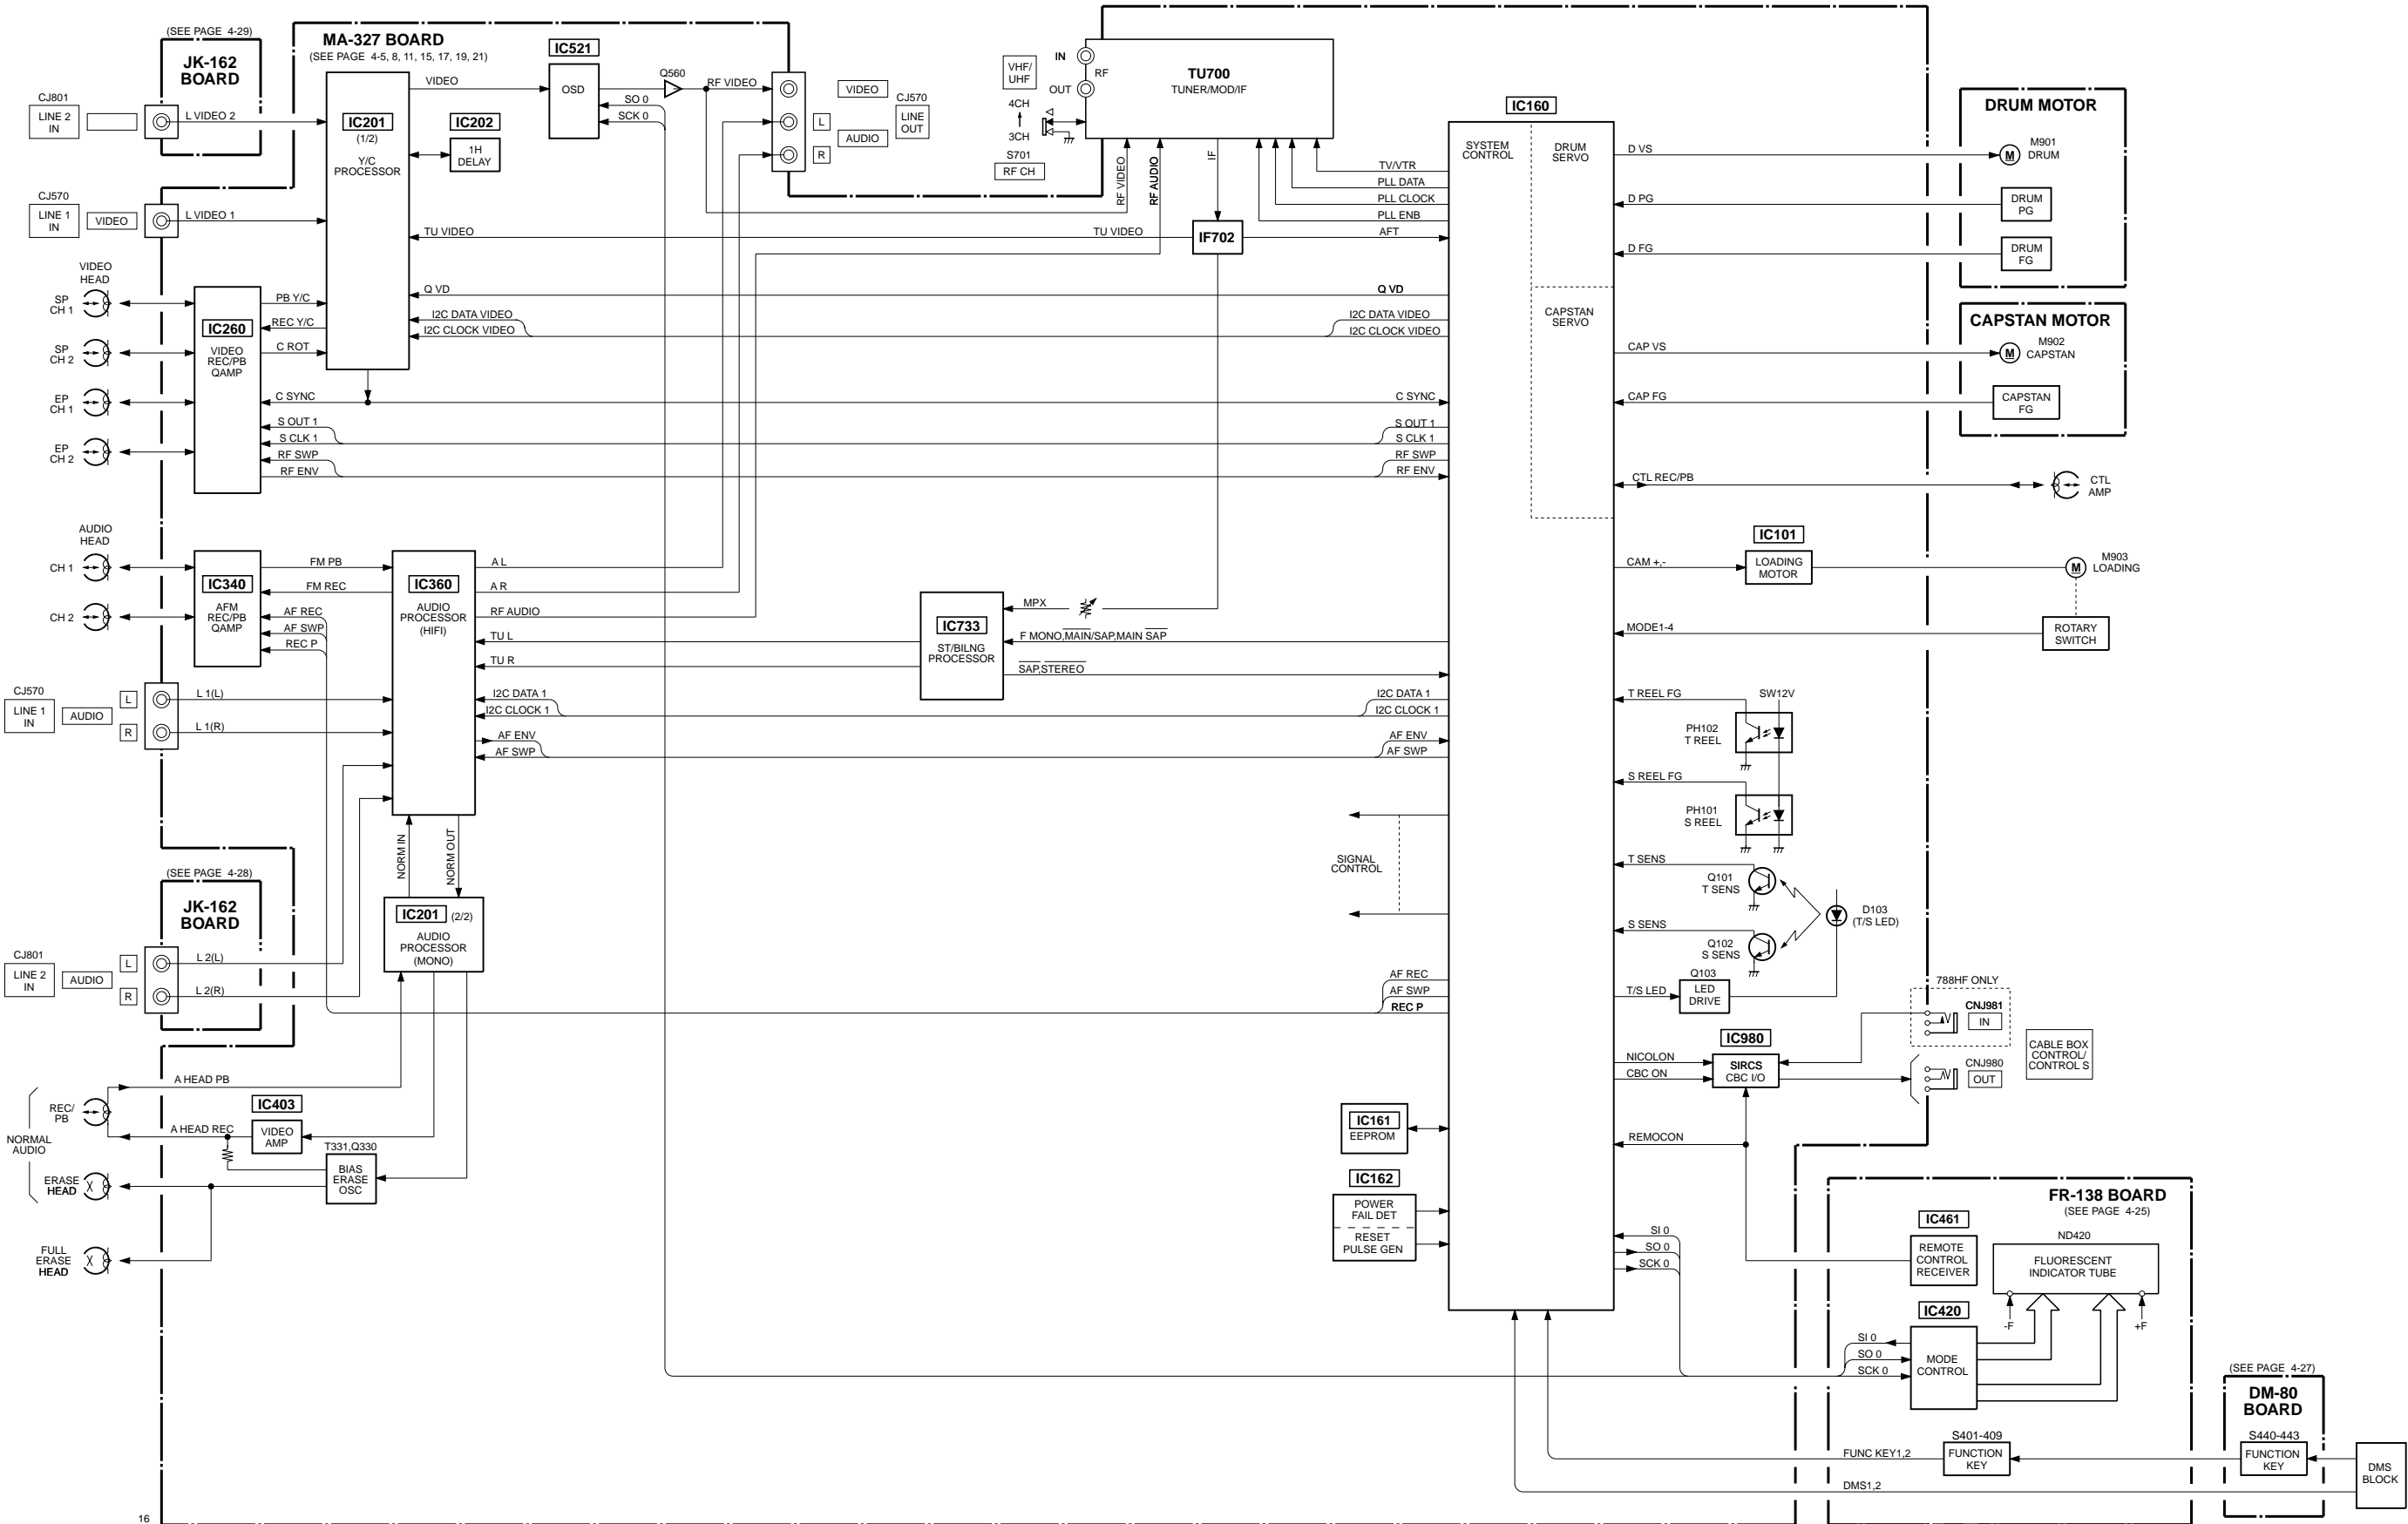 (SEE PAGE 4-29)
JK-162
BOARD
CJ801
LINE 2
IN
L VIDEO 2
MA-327 BOARD
(SEE PAGE 4-5, 8, 11, 15, 17, 19, 21)
IC201
(1/2)
Y/C
PROCESSOR
VIDEO
IC202
1H
DELAY
IC521
OSD
SO 0
SCK 0
Q560
RF VIDEO
VIDEO
L
AUDIO
R
CJ570
LINE
OUT
VHF/
UHF
IN
RF
OUT
4CH
3CH
S701
RF CH
TU700
TUNER/MOD/IF
RF VIDEO
RF AUDIO
IF
IF702
TV/VTR
PLL DATA
PLL CLOCK
PLL ENB
AFT
IC160
SYSTEM
CONTROL
DRUM
SERVO
CAPSTAN
SERVO
D VS
D PG
D FG
DRUM MOTOR
M901
DRUM
M
DRUM
PG
DRUM
FG
CJ570
LINE 1
IN
VIDEO
L VIDEO 1
TU VIDEO
TU VIDEO
Q VD
Q VD
I2C DATA VIDEO
I2C CLOCK VIDEO
I2C DATA VIDEO
I2C CLOCK VIDEO
VIDEO
HEAD
SP
CH 1
SP
CH 2
EP
CH 1
EP
CH 2
IC260
VIDEO
REC/PB
QAMP
PB Y/C
REC Y/C
C ROT
C SYNC
C SYNC
S OUT 1
S CLK 1
S OUT 1
S CLK 1
RF SWP
RF ENV
RF SWP
RF ENV
CAPSTAN MOTOR
CAP VS
M902
CAPSTAN
M
CAP FG
CAPSTAN
FG
CTL REC/PB
CTL
AMP
AUDIO
HEAD
CH 1
CH 2
IC340
AFM
REC/PB
QAMP
FM PB
FM REC
AF REC
AF SWP
REC P
IC360
AUDIO
PROCESSOR
(HIFI)
A L
A R
RF AUDIO
TU L
TU R
IC733
ST/BILNG
PROCESSOR
MPX
F MONO,MAIN/SAP,MAIN SAP
SAP,STEREO
IC101
CAM +,-
LOADING
MOTOR
M903
LOADING
M
MODE1-4
ROTARY
SWITCH
CJ570
LINE 1
IN
AUDIO
L
R
L 1(L)
L 1(R)
I2C DATA 1
I2C CLOCK 1
I2C DATA 1
I2C CLOCK 1
AF ENV
AF SWP
AF ENV
AF SWP
T REEL FG
SW12V
PH102
T REEL
S REEL FG
PH101
S REEL
NORM IN
NORM OUT
SIGNAL
CONTROL
T SENS
Q101
T SENS
S SENS
Q102
S SENS
D103
(T/S LED)
T/S LED
Q103
LED
DRIVE
(SEE PAGE 4-28)
JK-162
BOARD
CJ801
LINE 2
IN
AUDIO
L
R
L 2(L)
L 2(R)
IC201 (2/2)
AUDIO
PROCESSOR
(MONO)
AF REC
AF SWP
REC P
NICOLON
CBC ON
IC980
SIRCS
CBC I/O
788HF ONLY
CNJ981
IN
CNJ980
OUT
CABLE BOX
CONTROL/
CONTROL S
A HEAD PB
REC/
PB
NORMAL
AUDIO
A HEAD REC
IC403
VIDEO
AMP
T331,Q330
BIAS
ERASE
OSC
ERASE
HEAD
FULL
ERASE
HEAD
IC161
EEPROM
IC162
POWER
FAIL DET
RESET
PULSE GEN
REMOCON
SI 0
SO 0
SCK 0
FR-138 BOARD
(SEE PAGE 4-25)
IC461
REMOTE
CONTROL
RECEIVER
ND420
FLUORESCENT
INDICATOR TUBE
-F
+F
IC420
MODE
CONTROL
SI 0
SO 0
SCK 0
(SEE PAGE 4-27)
DM-80
BOARD
S401-409
FUNCTION
KEY
S440-443
FUNCTION
KEY
DMS
BLOCK
FUNC KEY1,2
DMS1,2
16